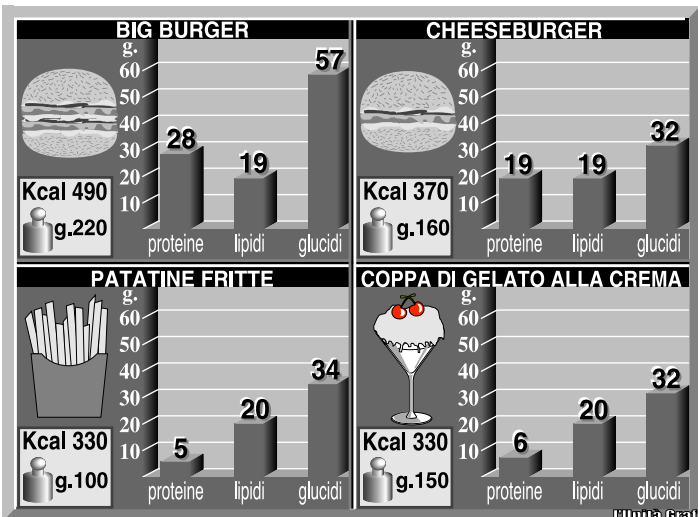 BIG BURGER
g.
60
50
40
30
20
10
28
19
57
Kcal 490
g.220
proteine lipidi glucidi
CHEESEBURGER
g.
60
50
40
30
20
10
19
19
32
Kcal 370
g.160
proteine lipidi glucidi
PATATINE FRITTE
g.
60
50
40
30
20
10
5
20
34
Kcal 330
g.100
proteine lipidi glucidi
COPPA DI GELATO ALLA CREMA
g.
60
50
40
30
20
10
6
20
32
Kcal 330
g.150
proteine lipidi glucidi
l'Unità Graf